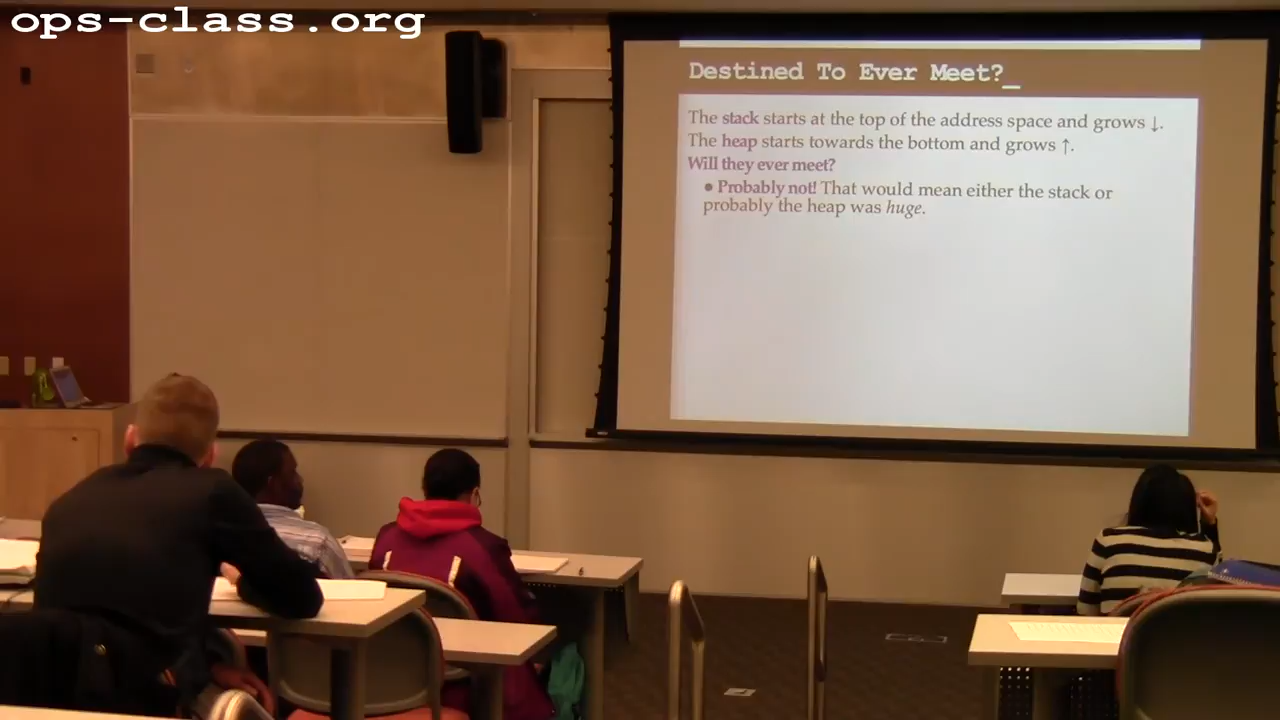 ops-class.org
Destined To Ever Meet?_
The stack starts at the top of the address space and grows ↓.
The heap starts towards the bottom and grows ↑.
Will they ever meet?
● Probably not! That would mean either the stack or
probably the heap was huge.